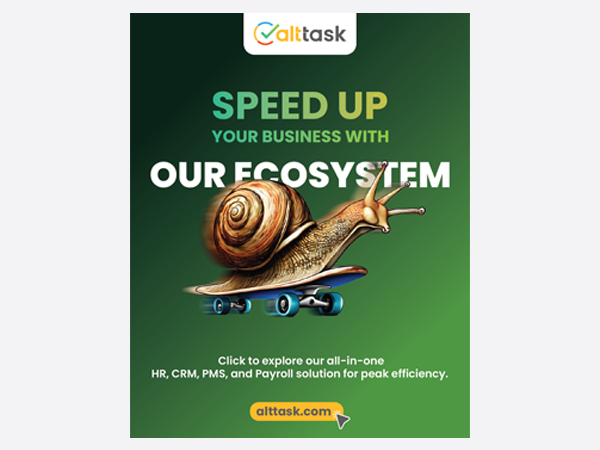 alttask
SPEED UP
YOUR BUSINESS WITH
OUR ECOSYSTEM
Click to explore our all-in-one
HR, CRM, PMS, and Payroll solution for peak efficiency.
alttask.com